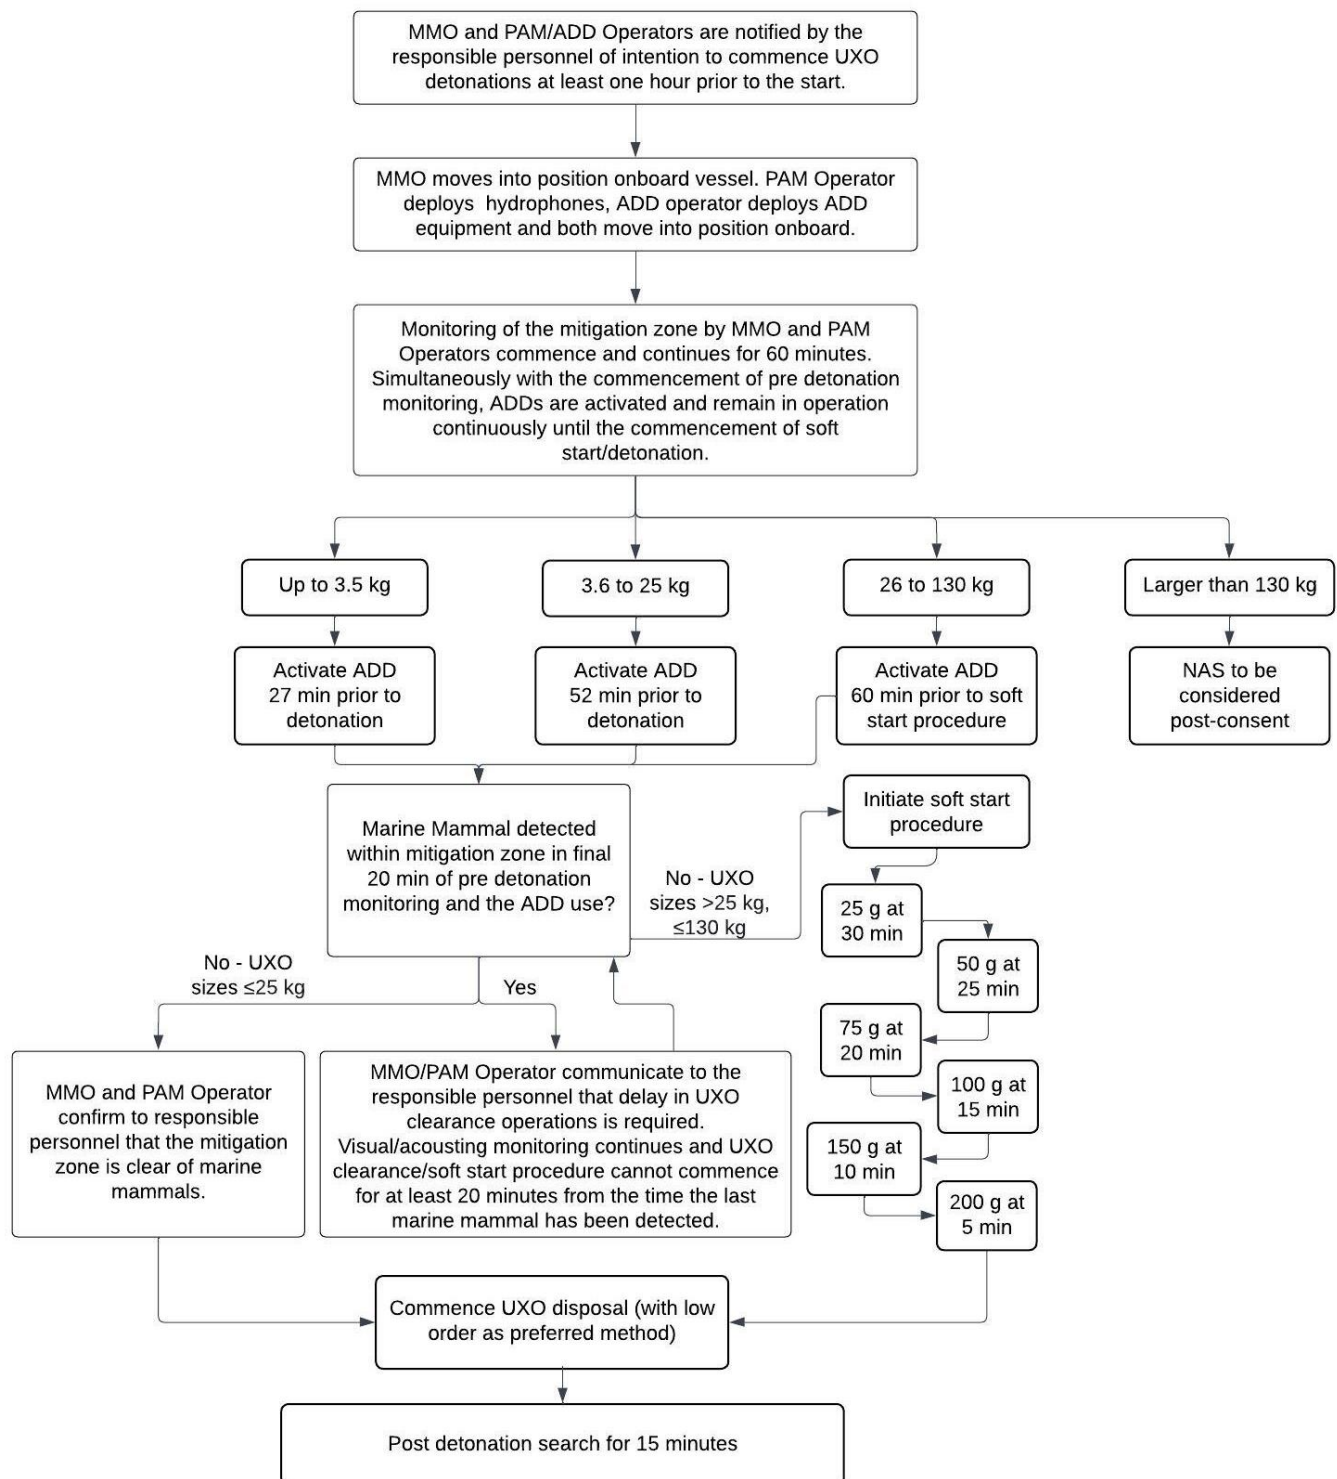 MMO and PAM/ADD Operators are notified by the
responsible personnel of intention to commence UXO
detonations at least one hour prior to the start.
MMO moves into position onboard vessel. PAM Operator
deploys hydrophones, ADD operator deploys ADD
equipment and both move into position onboard.
Monitoring of the mitigation zone by MMO and PAM
Operators commence and continues for 60 minutes.
Simultaneously with the commencement of pre detonation
monitoring, ADDs are activated and remain in operation
continuously until the commencement of soft
start/detonation.
Up to 3.5 kg
3.6 to 25 kg
26 to 130 kg
Larger than 130 kg
Activate ADD
27 min prior to
detonation
Activate ADD
52 min prior to
detonation
Activate ADD
60 min prior to soft
start procedure
NAS to be
considered
post-consent
Marine Mammal detected
within mitigation zone in final
20 min of pre detonation
monitoring and the ADD use?
No - UXO
sizes >25 kg,
≤130 kg
Initiate soft start
procedure
25 g at
30 min
50 g at
25 min
75 g at
20 min
100 g at
15 min
150 g at
10 min
200 g at
5 min
No - UXO
sizes ≤25 kg
Yes
MMO and PAM Operator
confirm to responsible
personnel that the mitigation
zone is clear of marine
mammals.
MMO/PAM Operator communicate to the
responsible personnel that delay in UXO
clearance operations is required.
Visual/acousting monitoring continues and UXO
clearance/soft start procedure cannot commence
for at least 20 minutes from the time the last
marine mammal has been detected.
Commence UXO disposal (with low
order as preferred method)
Post detonation search for 15 minutes